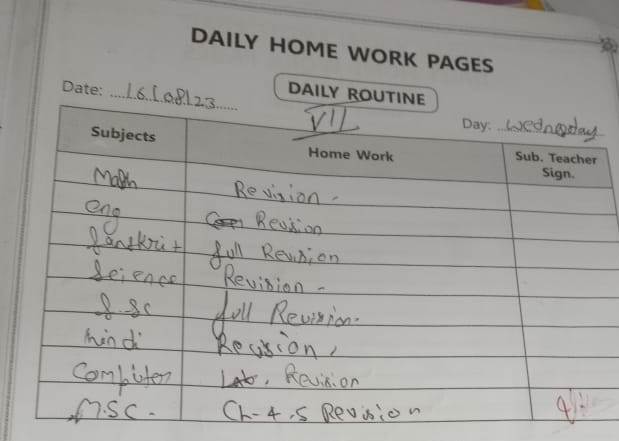 DAILY HOME WORK PAGES
DAILY ROUTINE
Date: 16/08/23
VII
Day: Wednesday
Subjects Home Work Sub. Teacher Sign.
Math Revision -
eng Revision
Sanskrit full Revision
Science Revision -
S.Sc full Revision.
hindi Revision,
Computer Lab, Revision
M.SC - Ch-4,5 Revision